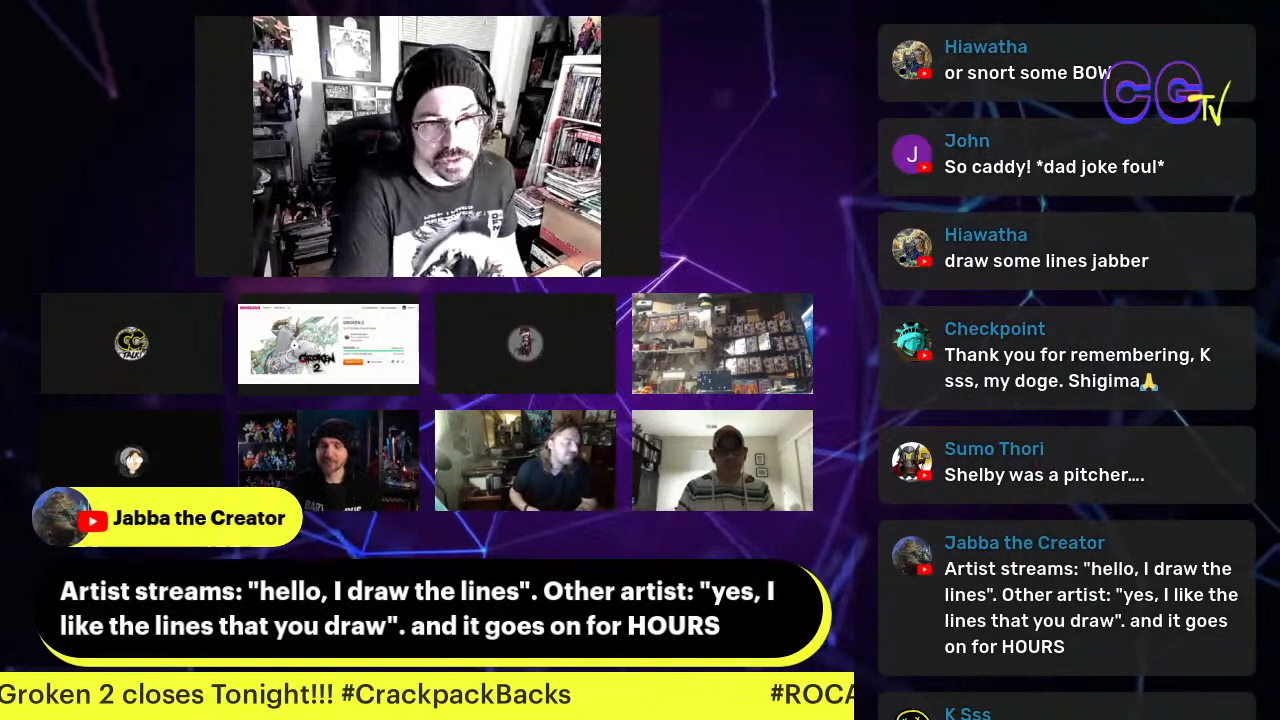 Hiawatha
or snort some BOW
CG
TV
J
John
So caddy! *dad joke foul*
Hiawatha
draw some lines jabber
Checkpoint
Thank you for remembering, K
sss, my doge. Shigima🙏
Sumo Thori
Shelby was a pitcher….
Jabba the Creator
Artist streams: "hello, I draw the
lines". Other artist: "yes, I like the
lines that you draw". and it goes
on for HOURS
K Sss
GG
TALK!
GROKEN 2
GROKEN
2
Jabba the Creator
Artist streams: "hello, I draw the lines". Other artist: "yes, I
like the lines that you draw". and it goes on for HOURS
Groken 2 closes Tonight!!! #CrackpackBacks
#ROCA